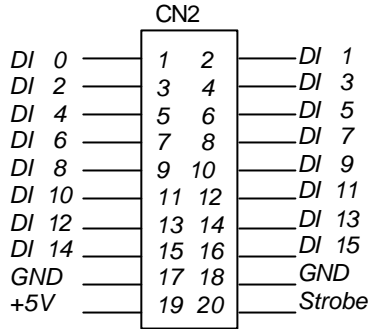 CN2
DI 0 1 2 DI 1
DI 2 3 4 DI 3
DI 4 5 6 DI 5
DI 6 7 8 DI 7
DI 8 9 10 DI 9
DI 10 11 12 DI 11
DI 12 13 14 DI 13
DI 14 15 16 DI 15
GND 17 18 GND
+5V 19 20 Strobe